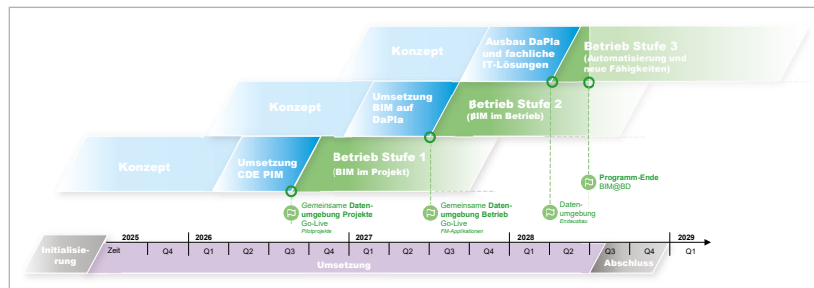 Konzept
Ausbau DaPla
und fachliche
IT-Lösungen
Betrieb Stufe 3
(Automatisierung und
neue Fähigkeiten)
Konzept
Umsetzung
BIM auf
DaPla
Betrieb Stufe 2
(BIM im Betrieb)
Konzept
Umsetzung
CDE PIM
Betrieb Stufe 1
(BIM im Projekt)
Programm-Ende
BIM@BD
Gemeinsame Daten-
umgebung Projekte
Go-Live
Pilotprojekte
Gemeinsame Daten-
umgebung Betrieb
Go-Live
FM-Applikationen
Daten-
umgebung
Endausbau
2025 2026 2027 2028 2029
Initialisie-
rung
Zeit Q4 Q1 Q2 Q3 Q4 Q1 Q2 Q3 Q4 Q1 Q2 Q3 Q4 Q1
Umsetzung Abschluss